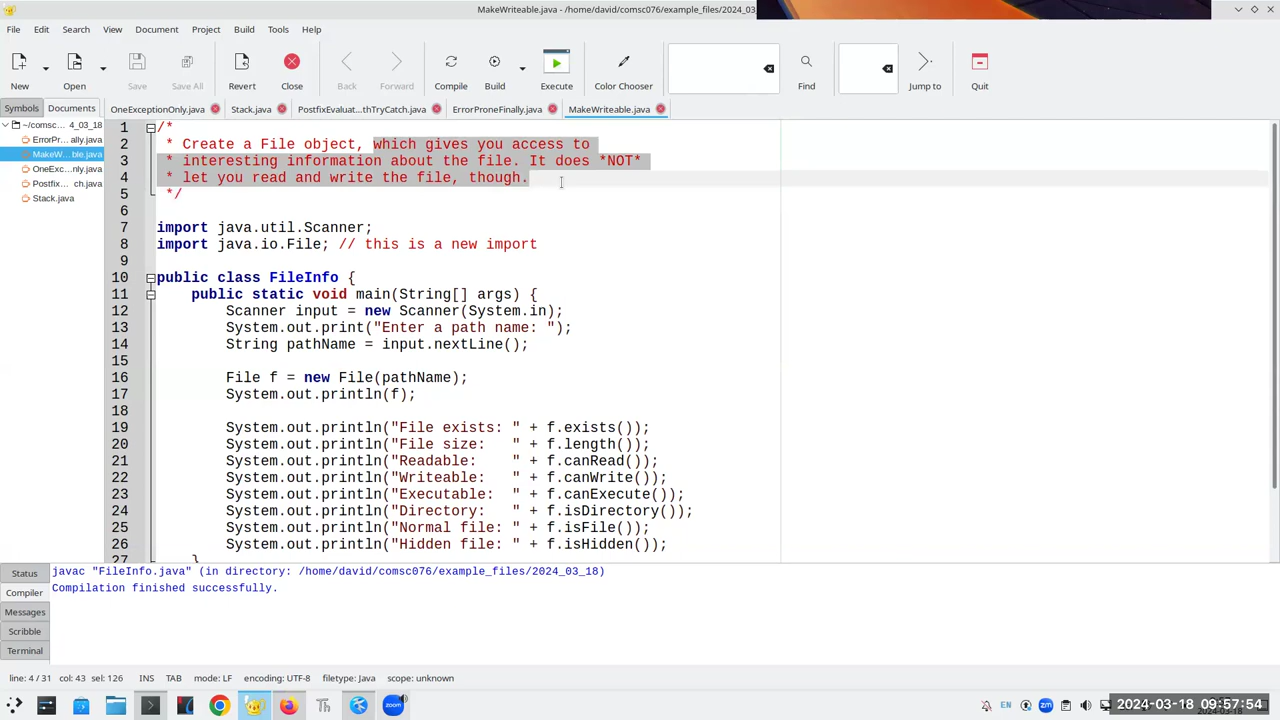 MakeWriteable.java - /home/david/comsc076/example_files/2024_03
File Edit Search View Document Project Build Tools Help
New Open Save Save All Revert Close Back Forward Compile Build Execute Color Chooser Find Jump to Quit
Symbols Documents OneExceptionOnly.java Stack.java PostfixEvaluat...thTryCatch.java ErrorProneFinally.java MakeWriteable.java
~/comsc... 4_03_18
ErrorPr...ally.java
MakeW...ble.java
OneExc...nly.java
Postfix... ch.java
Stack.java
1 /*
2 * Create a File object, which gives you access to
3 * interesting information about the file. It does *NOT*
4 * let you read and write the file, though.
5 */
6
7 import java.util.Scanner;
8 import java.io.File; // this is a new import
9
10 public class FileInfo {
11 public static void main(String[] args) {
12 Scanner input = new Scanner(System.in);
13 System.out.print("Enter a path name: ");
14 String pathName = input.nextLine();
15
16 File f = new File(pathName);
17 System.out.println(f);
18
19 System.out.println("File exists: " + f.exists());
20 System.out.println("File size:   " + f.length());
21 System.out.println("Readable:    " + f.canRead());
22 System.out.println("Writeable:   " + f.canWrite());
23 System.out.println("Executable:  " + f.canExecute());
24 System.out.println("Directory:   " + f.isDirectory());
25 System.out.println("Normal file: " + f.isFile());
26 System.out.println("Hidden file: " + f.isHidden());
27 }
Status
Compiler
Messages
Scribble
Terminal
javac "FileInfo.java" (in directory: /home/david/comsc076/example_files/2024_03_18)
Compilation finished successfully.
line: 4 / 31 col: 43 sel: 126 INS TAB mode: LF encoding: UTF-8 filetype: Java scope: unknown
Th zoom EN zm 2024-03-18 09:57:54